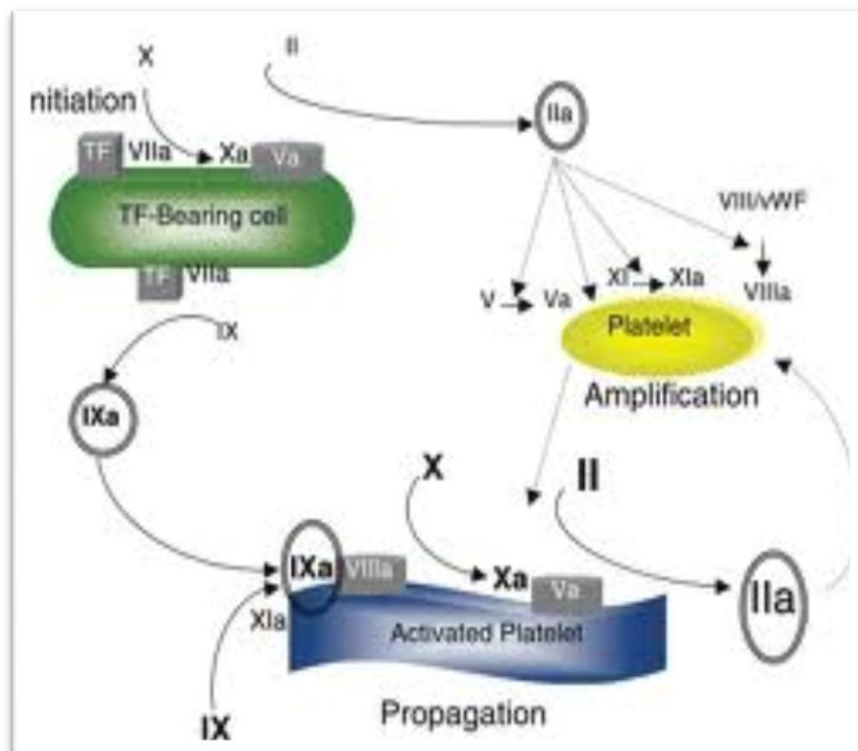 X
II
nitiation
IIa
TF VIIa Xa Va
TF-Bearing cell
VIII/vWF
TF VIIa
XI XIa
VIIIa
V Va
IX
Platelet
Amplification
IXa
X
II
IXa VIIIa
Xa Va
IIa
XIa
Activated Platelet
Propagation
IX